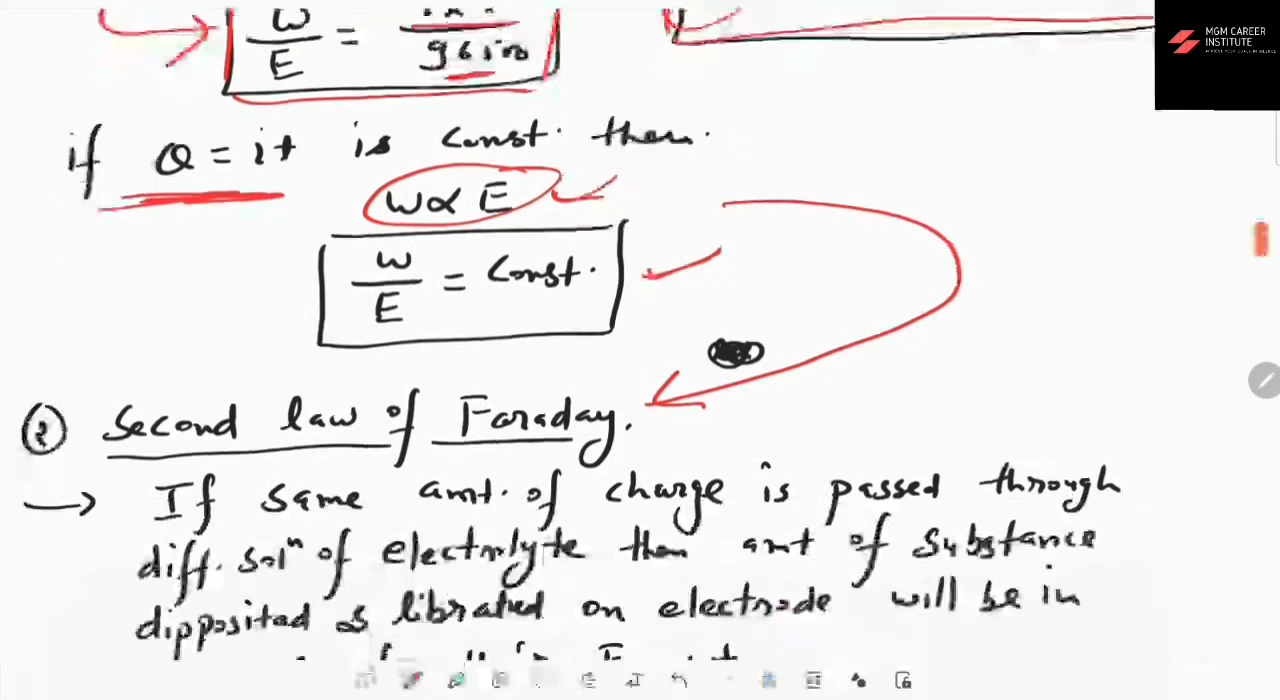 W/E =
96500
MGM CAREER
INSTITUTE
if Q = it is const. then.
W ∝ E
W/E = Const.
② Second law of Faraday.
→ If same amt. of charge is passed through
diff. solⁿ of electrolyte then amt of substance
dipposited & librated on electrode will be in